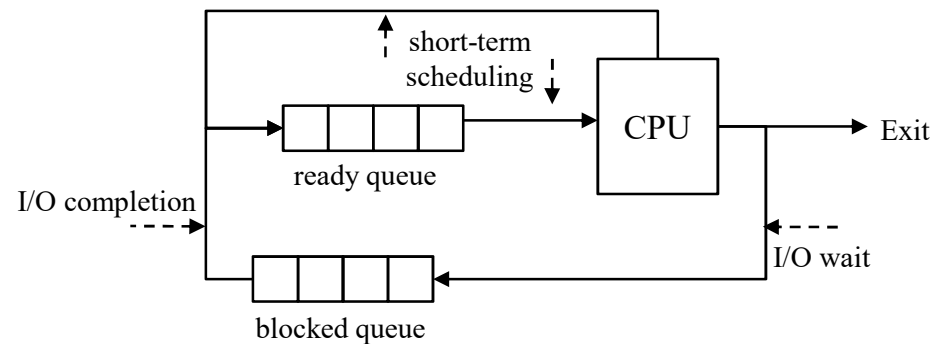 short-term
scheduling
CPU
Exit
ready queue
I/O completion
I/O wait
blocked queue